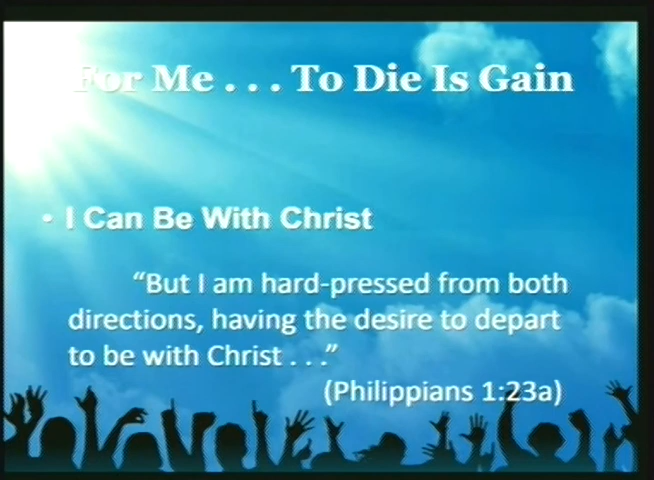 For Me . . . To Die Is Gain
• I Can Be With Christ
“But I am hard-pressed from both
directions, having the desire to depart
to be with Christ . . .”
(Philippians 1:23a)